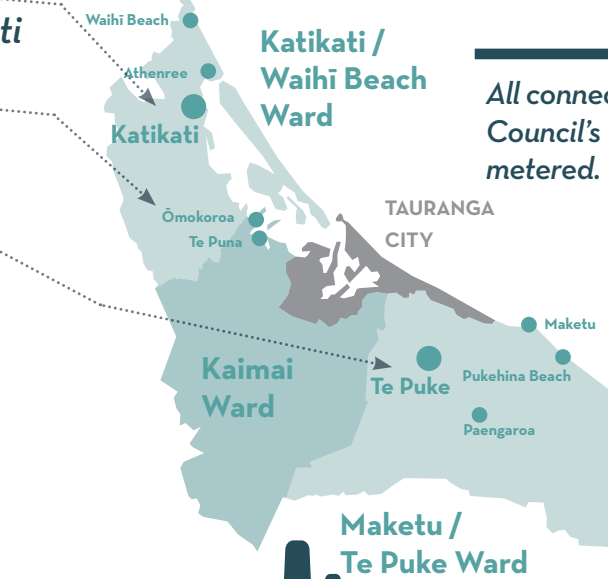 ti
Waihī Beach
Athenree
Katikati
Katikati /
Waihī Beach
Ward
All connec
Council's
metered.
Ōmokoroa
Te Puna
TAURANGA
CITY
Kaimai
Ward
Te Puke
Maketu
Pukehina Beach
Paengaroa
Maketu /
Te Puke Ward